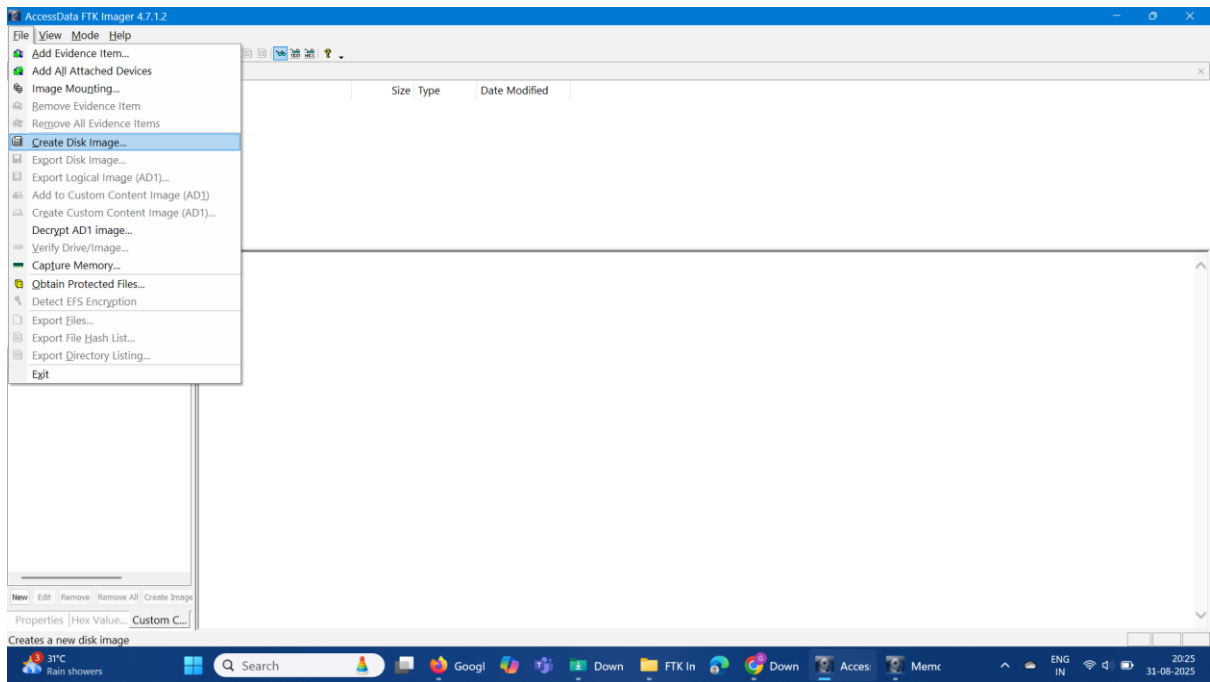 AccessData FTK Imager 4.7.1.2
File View Mode Help
Add Evidence Item...
Add All Attached Devices
Image Mounting...
Remove Evidence Item
Remove All Evidence Items
Create Disk Image...
Export Disk Image...
Export Logical Image (AD1)...
Add to Custom Content Image (AD1)
Create Custom Content Image (AD1)...
Decrypt AD1 image...
Verify Drive/Image...
Capture Memory...
Obtain Protected Files...
Detect EFS Encryption
Export Files...
Export File Hash List...
Export Directory Listing...
Exit
Size Type Date Modified
New Edit Remove Remove All Create Image
Properties Hex Value... Custom C...
Creates a new disk image
3 31°C
Rain showers
Search
Googl
Down
FTK In
Down
Acces
Memo
ENG
IN
20:25
31-08-2025